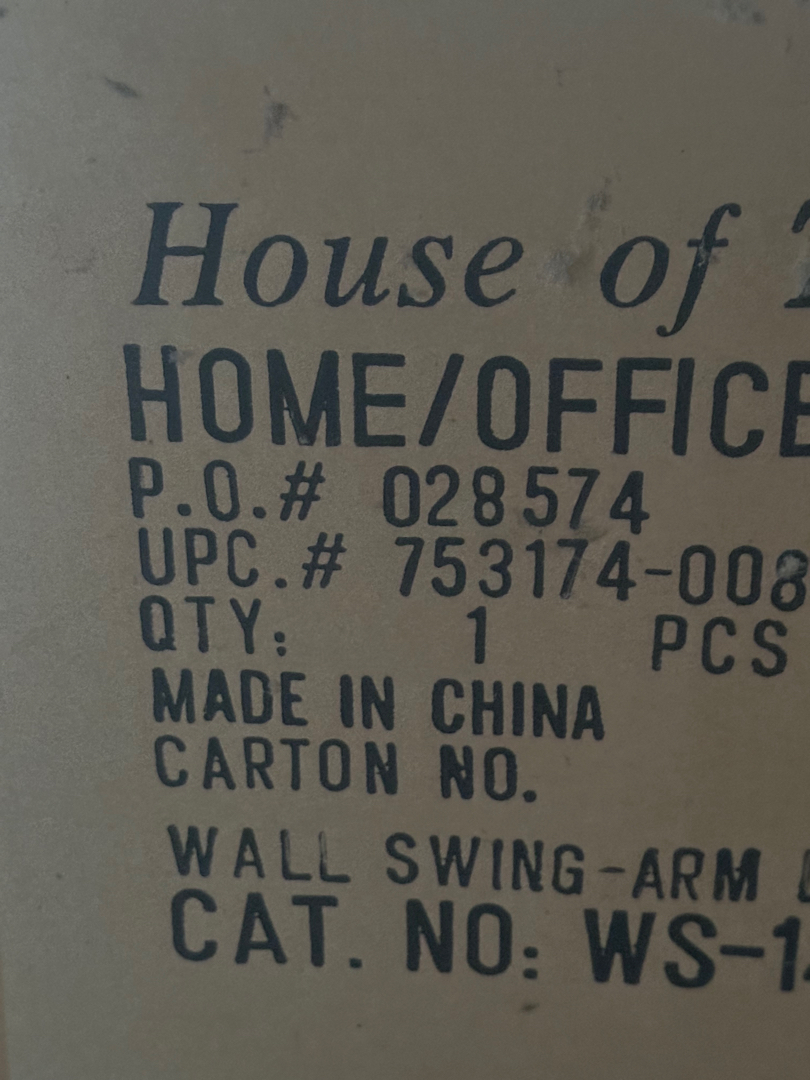 House of
HOME/OFFICE
P.O.# 028574
UPC.# 753174-008
QTY: 1 PCS
MADE IN CHINA
CARTON NO.
WALL SWING-ARM
CAT. NO: WS-1